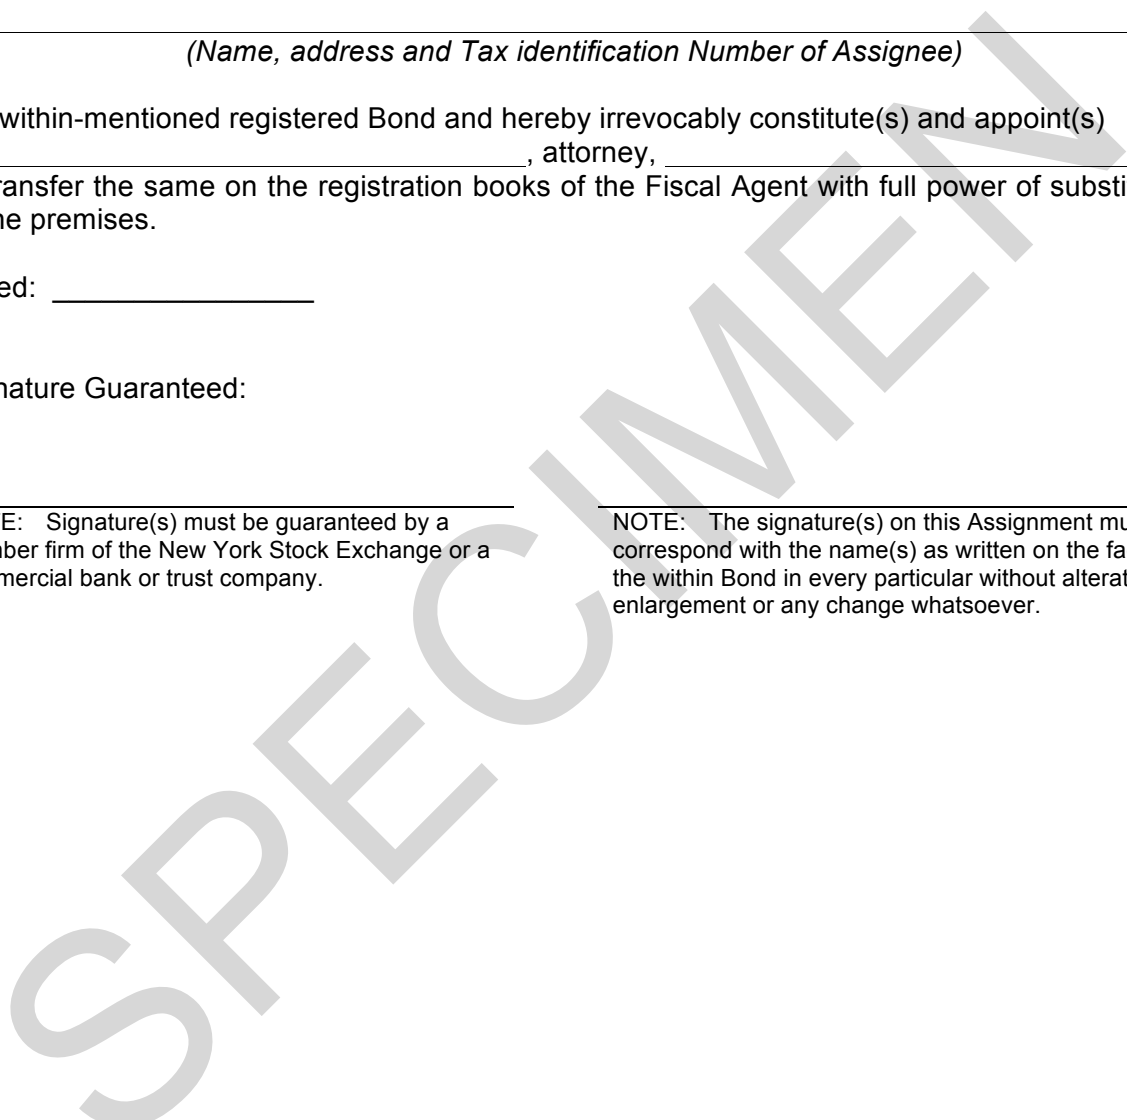 (Name, address and Tax identification Number of Assignee)
within-mentioned registered Bond and hereby irrevocably constitute(s) and appoint(s)
, attorney,
ransfer the same on the registration books of the Fiscal Agent with full power of substi
he premises.
ed:
nature Guaranteed:
E: Signature(s) must be guaranteed by a
ber firm of the New York Stock Exchange or a
mercial bank or trust company.
NOTE: The signature(s) on this Assignment mu
correspond with the name(s) as written on the fa
the within Bond in every particular without alterat
enlargement or any change whatsoever.
SPECIMEN